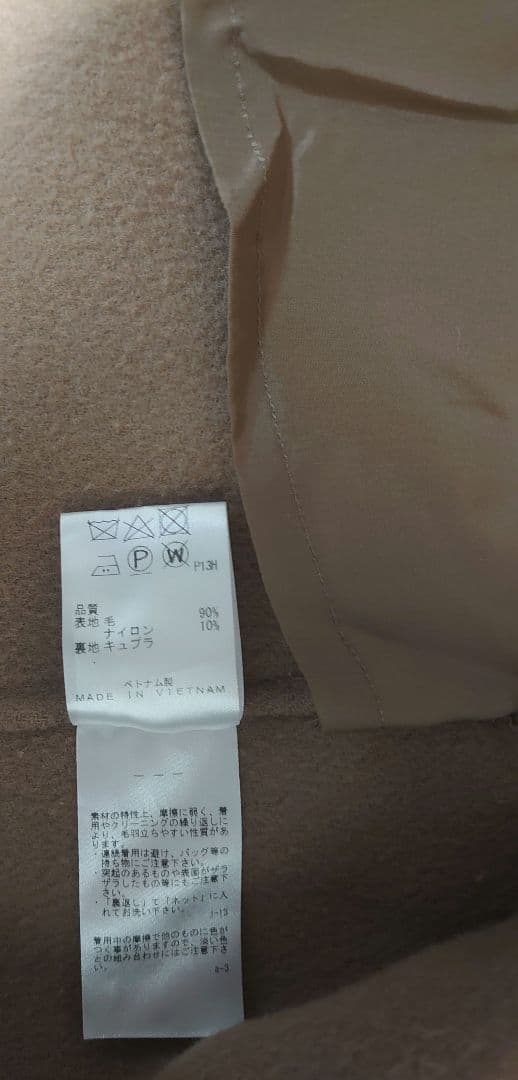 P
W
P13H
品質
表地 毛 90%
ナイロン 10%
裏地 キュプラ
ベトナム製
MADE IN VIETNAM
---
素材の特性上、摩擦に弱く、着
用やクリーニングの繰り返しに
より、毛羽立ちやすい性質があ
ります。
・連続着用は避け、バッグ等の
持ち物にご注意下さい。
・突起のあるものや表面がザラ
ザラしたもの等にもご注意下
さい。
・「裏返し」て「ネット」に入
れてお洗い下さい。
J-13
着用中の摩擦で他のものに色が
つく事がありますので、淡い色
との組み合わせにはご注意下さ
い。
a-3